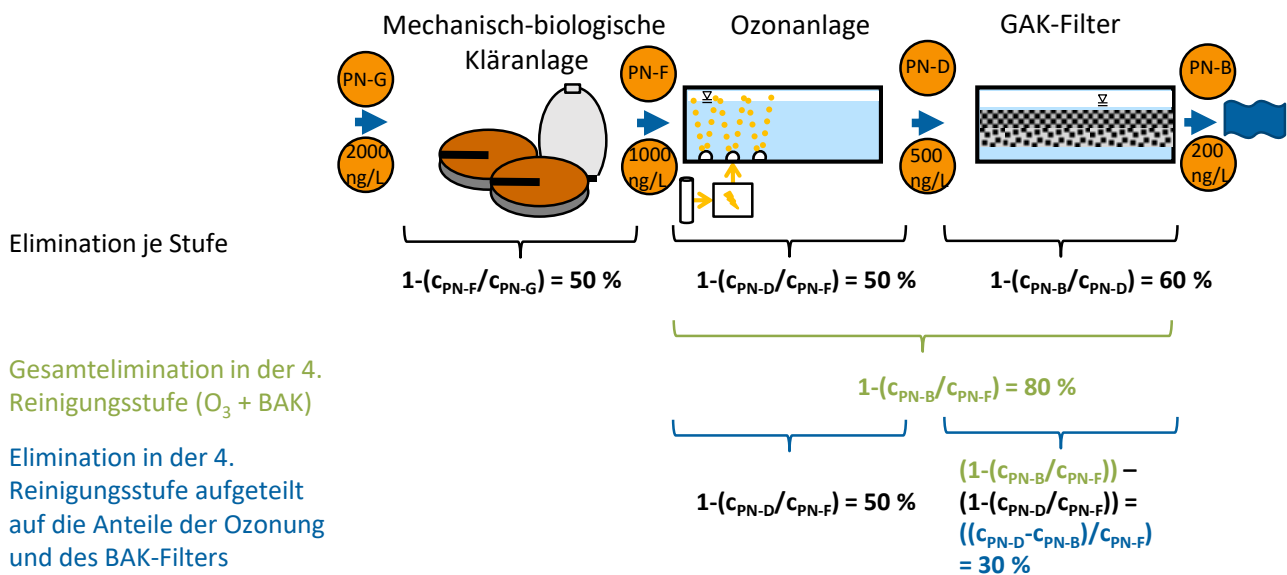 Mechanisch-biologische
Kläranlage
Ozonanlage
GAK-Filter
PN-G
PN-F
PN-D
PN-B
2000
ng/L
1000
ng/L
500
ng/L
200
ng/L
Elimination je Stufe
1-(cPN-F/cPN-G) = 50 %
1-(cPN-D/cPN-F) = 50 %
1-(cPN-B/cPN-D) = 60 %
Gesamtelimination in der 4.
Reinigungsstufe (O₃ + BAK)
1-(cPN-B/cPN-F) = 80 %
Elimination in der 4.
Reinigungsstufe aufgeteilt
auf die Anteile der Ozonung
und des BAK-Filters
1-(cPN-D/cPN-F) = 50 %
(1-(cPN-B/cPN-F)) –
(1-(cPN-D/cPN-F)) =
((cPN-D-cPN-B)/cPN-F)
= 30 %